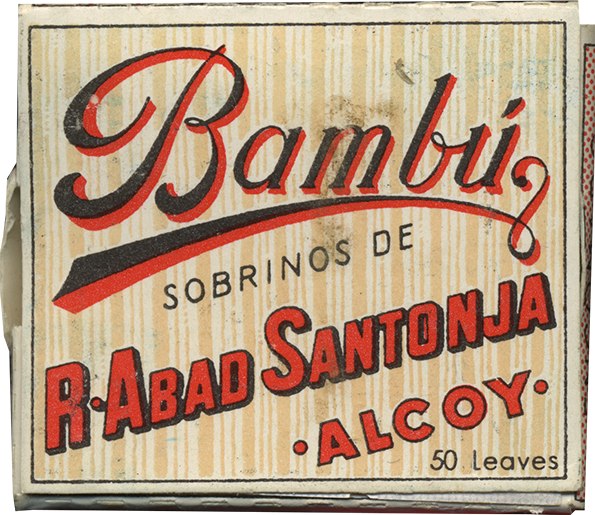 Bambú
SOBRINOS DE
R·ABAD SANTONJA
·ALCOY·
50 Leaves